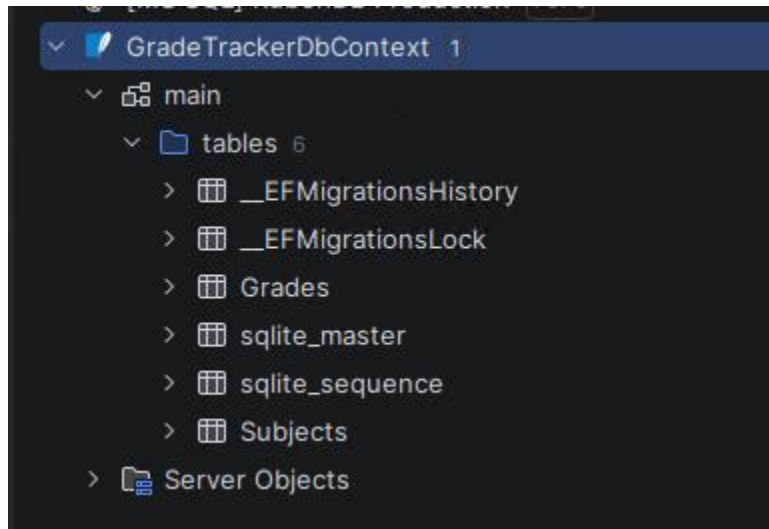 GradeTrackerDbContext 1
main
tables 6
__EFMigrationsHistory
__EFMigrationsLock
Grades
sqlite_master
sqlite_sequence
Subjects
Server Objects